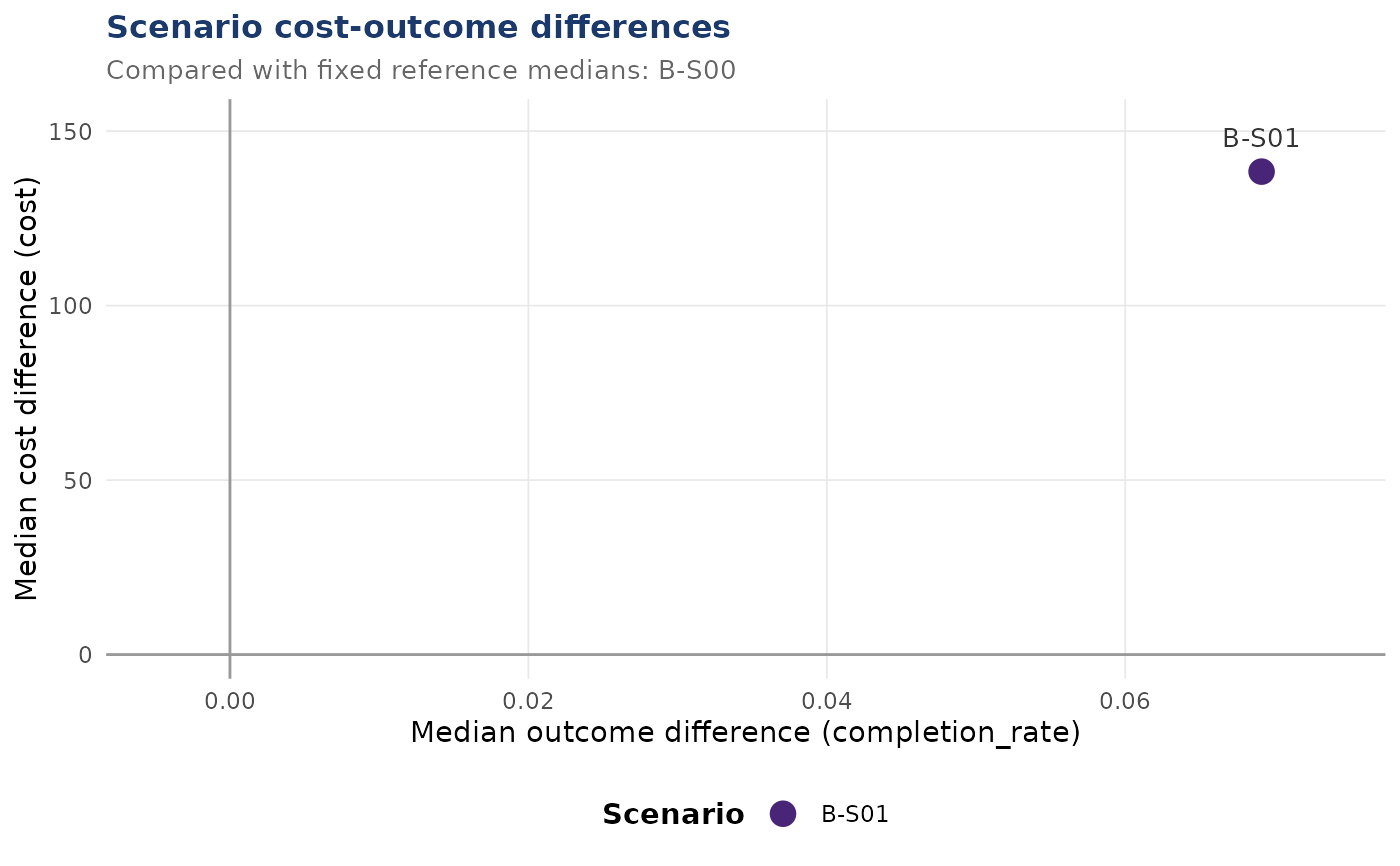 Scenario cost-outcome differences
Compared with fixed reference medians: B-S00
Median cost difference (cost)
150
100
50
0
B-S01
0.00
0.02
0.04
0.06
Median outcome difference (completion_rate)
Scenario
B-S01